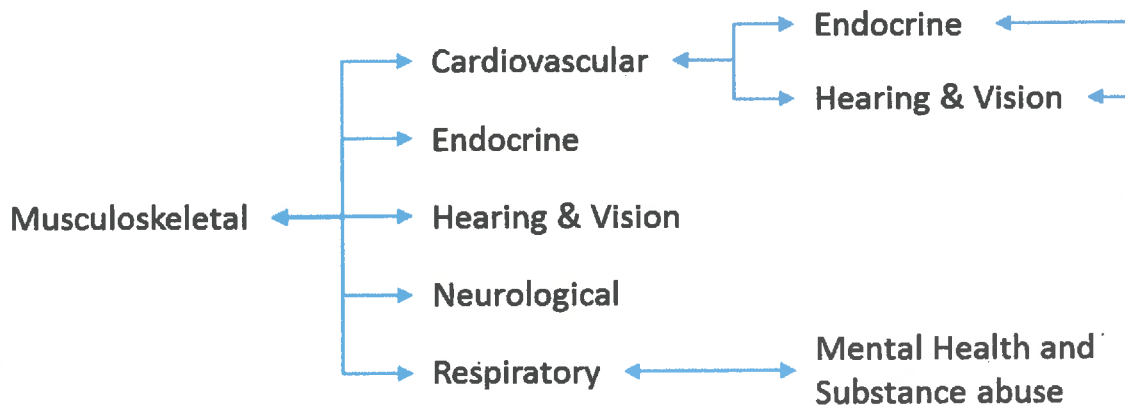 Endocrine
Cardiovascular
Hearing & Vision
Endocrine
Musculoskeletal
Hearing & Vision
Neurological
Respiratory
Mental Health and
Substance abuse